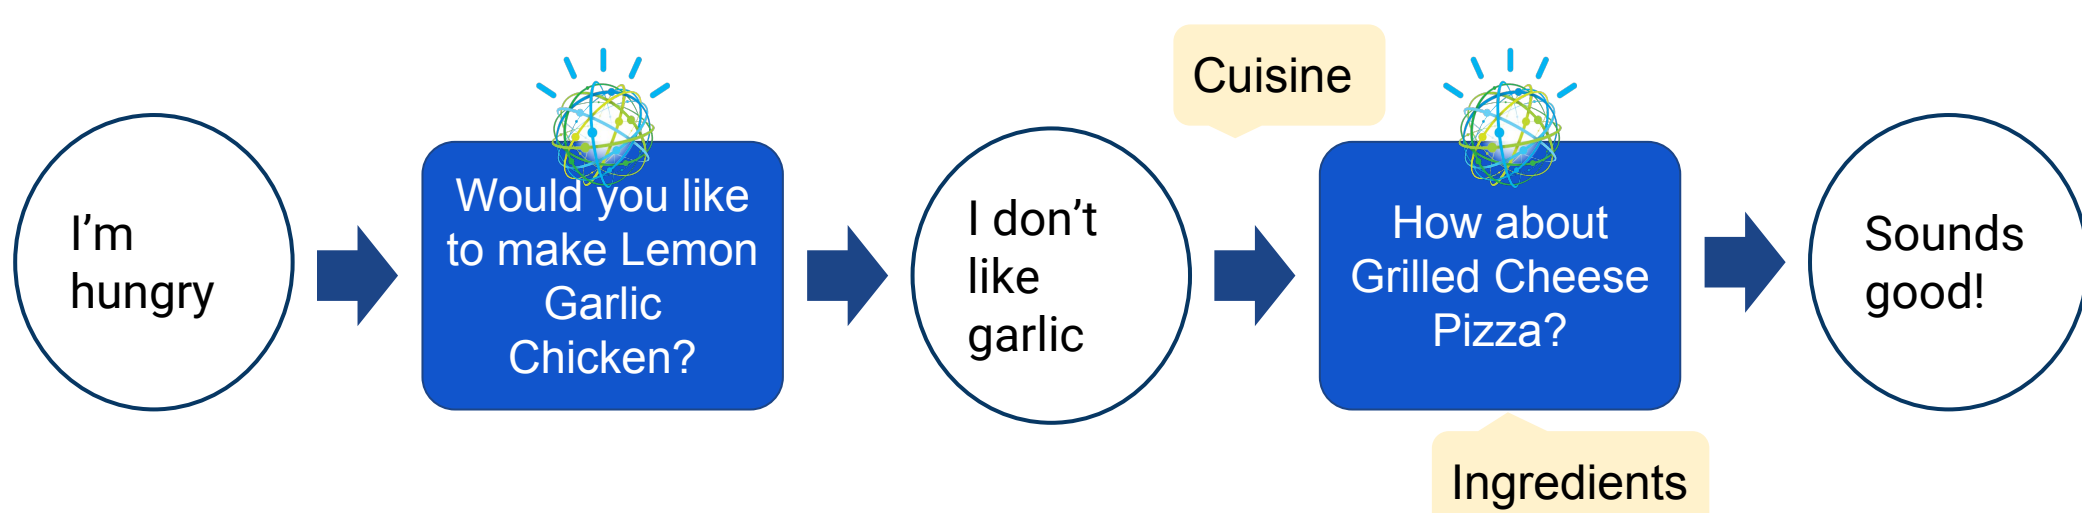 I’m
hungry
Would you like
to make Lemon
Garlic
Chicken?
I don’t
like
garlic
Cuisine
How about
Grilled Cheese
Pizza?
Ingredients
Sounds
good!